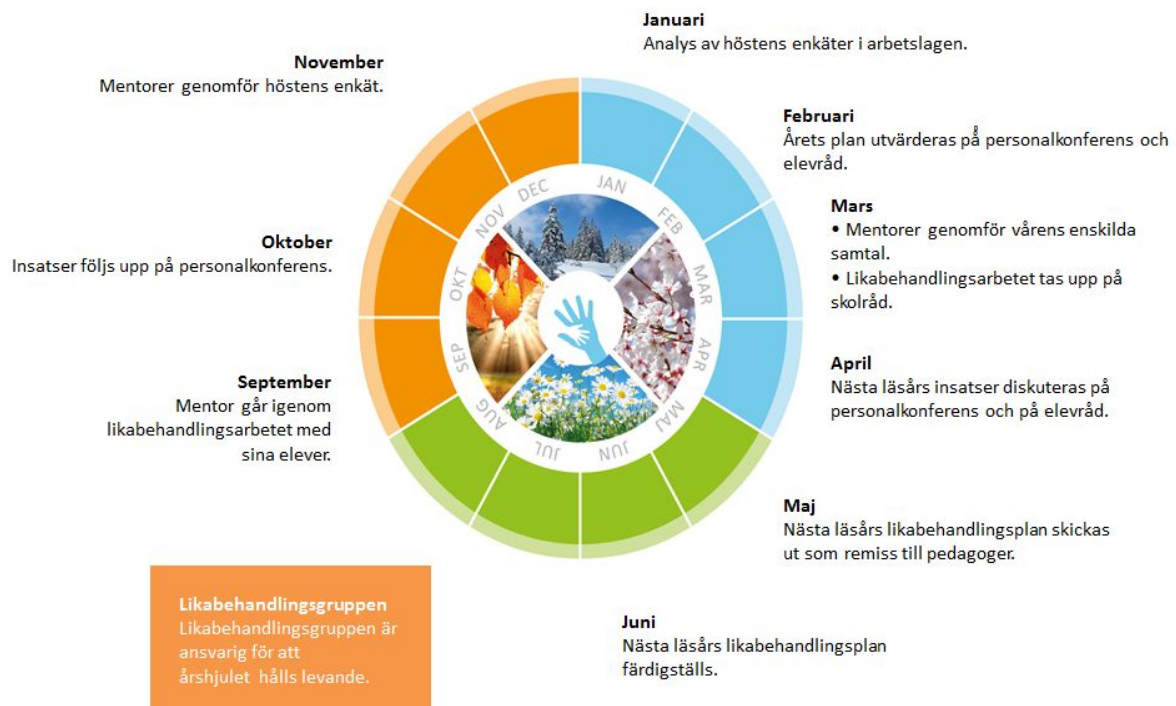 Januari
Analys av höstens enkäter i arbetslagen.
Februari
Årets plan utvärderas på personalkonferens och
elevråd.
Mars
• Mentorer genomför vårens enskilda
samtal.
• Likabehandlingsarbetet tas upp på
skolråd.
April
Nästa läsårs insatser diskuteras på
personalkonferens och på elevråd.
Maj
Nästa läsårs likabehandlingsplan skickas
ut som remiss till pedagoger.
Juni
Nästa läsårs likabehandlingsplan
färdigställs.
September
Mentor går igenom
likabehandlingsarbetet med
sina elever.
Oktober
Insatser följs upp på personalkonferens.
November
Mentorer genomför höstens enkät.
JAN
FEB
MAR
APR
MAJ
JUN
JUL
AUG
SEP
OKT
NOV
DEC
Likabehandlingsgruppen
Likabehandlingsgruppen är
ansvarig för att
årshjulet hålls levande.